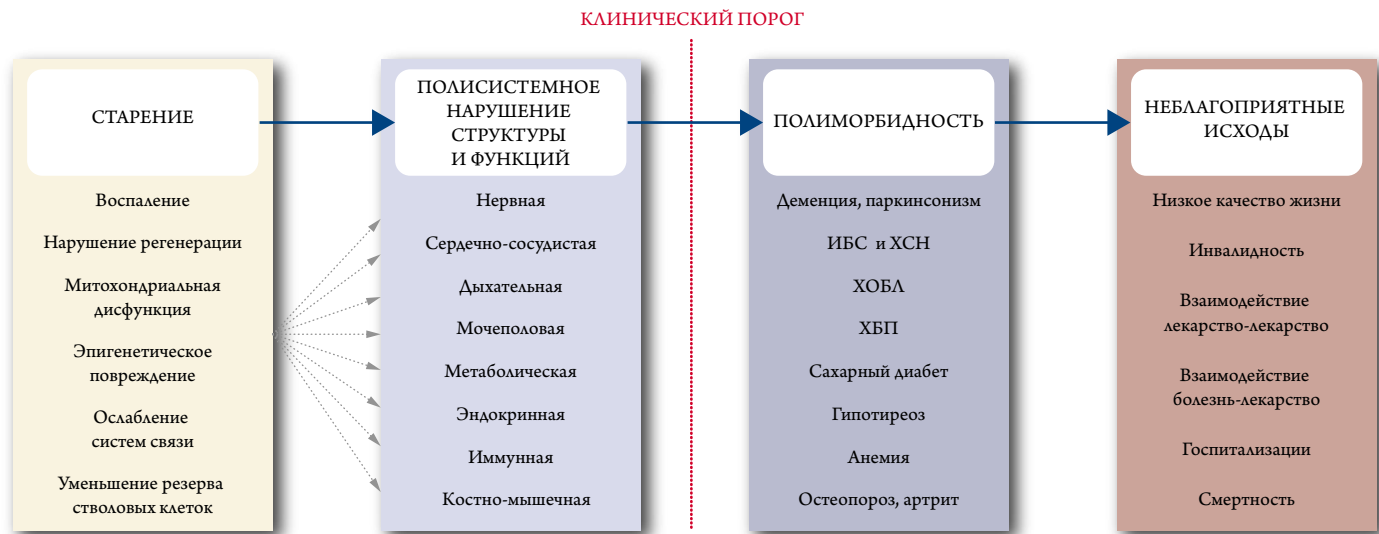 КЛИНИЧЕСКИЙ ПОРОГ
СТАРЕНИЕ
Воспаление
Нарушение регенерации
Митохондриальная
дисфункция
Эпигенетическое
повреждение
Ослабление
систем связи
Уменьшение резерва
стволовых клеток
ПОЛИСИСТЕМНОЕ
НАРУШЕНИЕ
СТРУКТУРЫ
И ФУНКЦИЙ
Нервная
Сердечно-сосудистая
Дыхательная
Мочеполовая
Метаболическая
Эндокринная
Иммунная
Костно-мышечная
ПОЛИМОРБИДНОСТЬ
Деменция, паркинсонизм
ИБС и ХСН
ХОБЛ
ХБП
Сахарный диабет
Гипотиреоз
Анемия
Остеопороз, артрит
НЕБЛАГОПРИЯТНЫЕ
ИСХОДЫ
Низкое качество жизни
Инвалидность
Взаимодействие
лекарство-лекарство
Взаимодействие
болезнь-лекарство
Госпитализации
Смертность